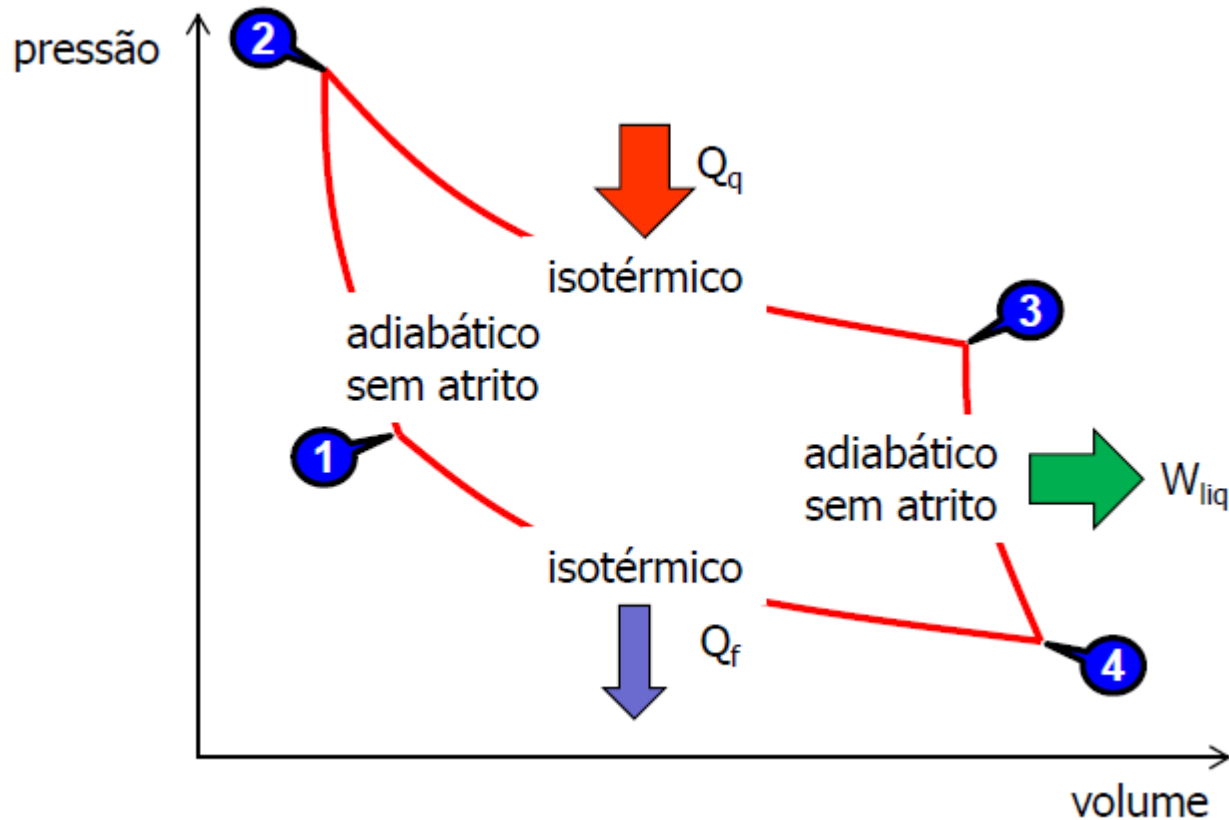 pressão
2
Q_q
isotérmico
3
adiabático
sem atrito
1
adiabático
sem atrito
W_liq
isotérmico
Q_f
4
volume